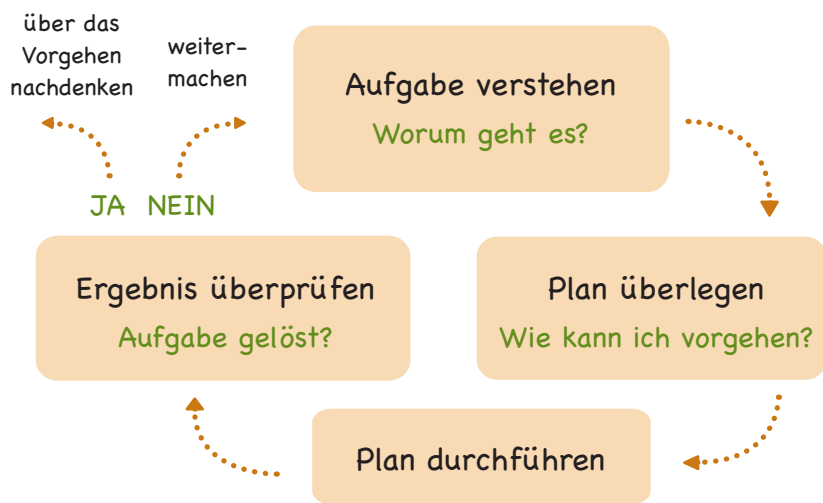 über das
Vorgehen
nachdenken
weiter-
machen
Aufgabe verstehen
Worum geht es?
JA NEIN
Ergebnis überprüfen
Aufgabe gelöst?
Plan überlegen
Wie kann ich vorgehen?
Plan durchführen